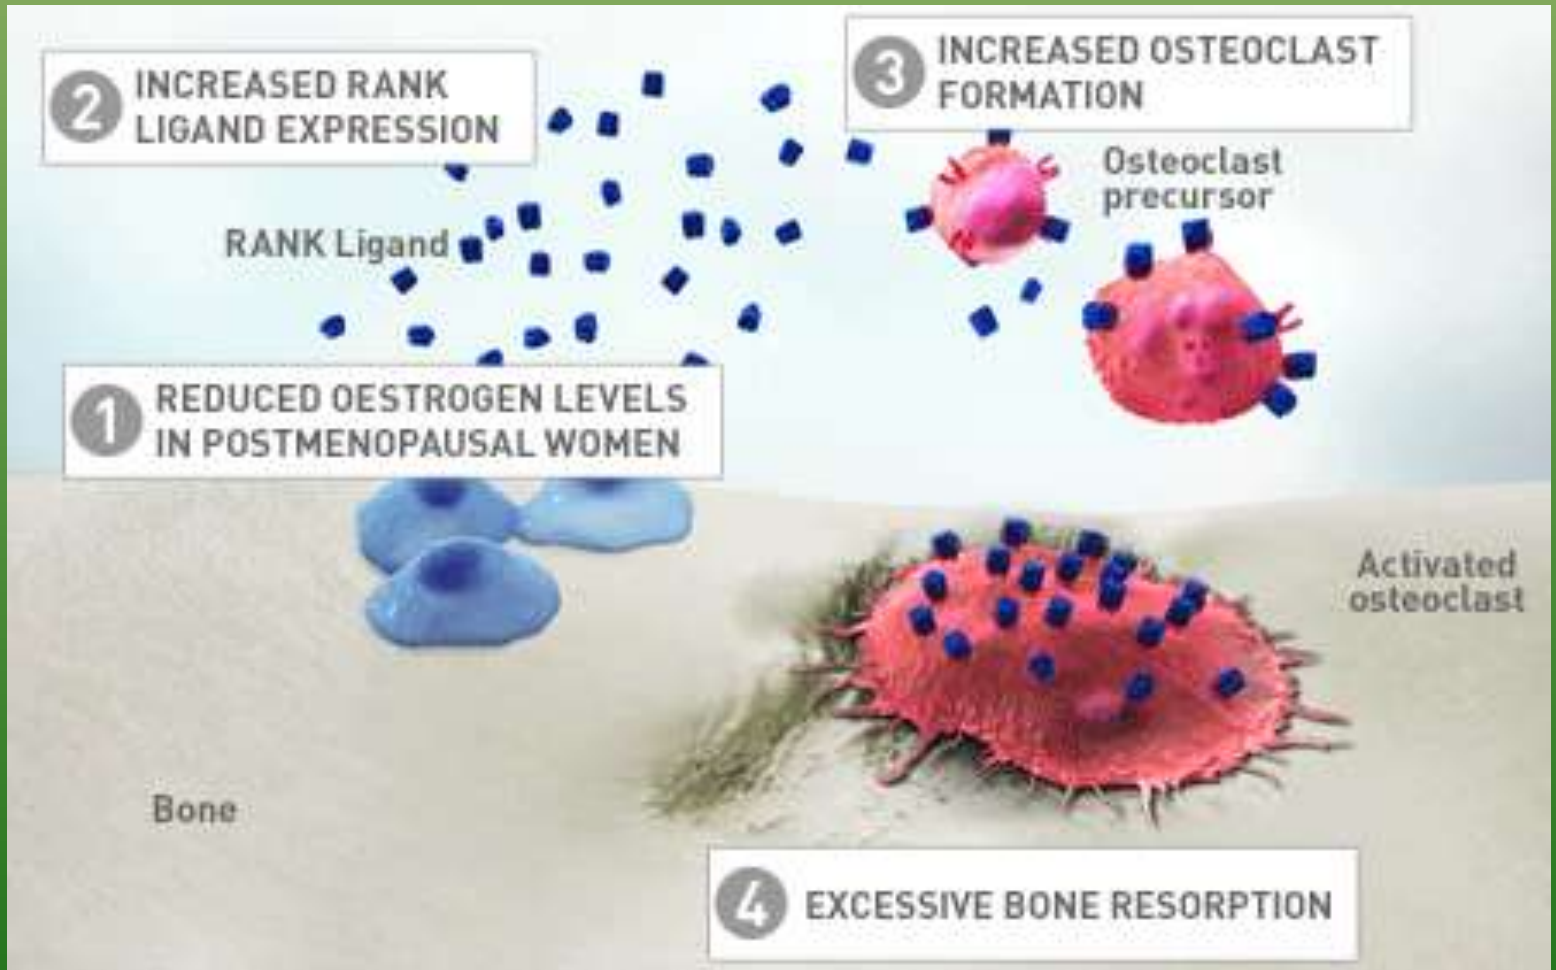 2
INCREASED RANK
LIGAND EXPRESSION
3
INCREASED OSTEOCLAST
FORMATION
Osteoclast
precursor
RANK Ligand
1
REDUCED OESTROGEN LEVELS
IN POSTMENOPAUSAL WOMEN
Activated
osteoclast
Bone
4
EXCESSIVE BONE RESORPTION